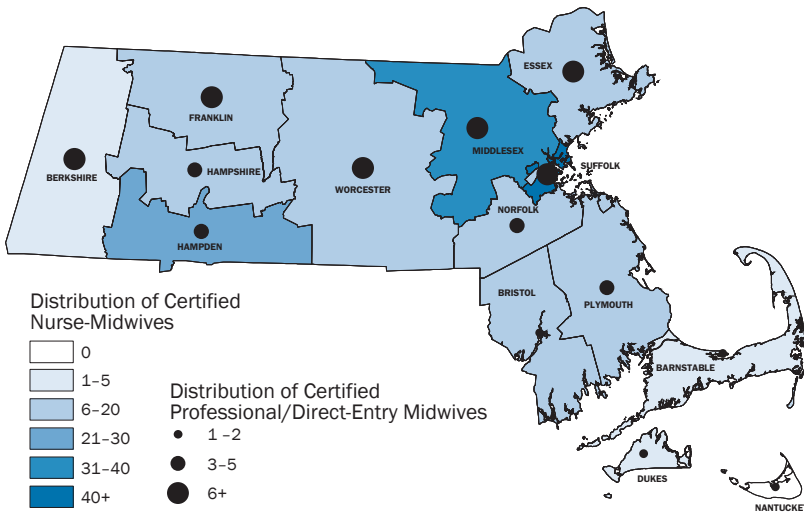 ESSEX
FRANKLIN
MIDDLESEX
BERKSHIRE
HAMPSHIRE
SUFFOLK
WORCESTER
NORFOLK
HAMPDEN
BRISTOL
PLYMOUTH
BARNSTABLE
DUKES
NANTUCKE
Distribution of Certified
Nurse-Midwives
0
1–5
6–20
21–30
31–40
40+
Distribution of Certified
Professional/Direct-Entry Midwives
1–2
3–5
6+